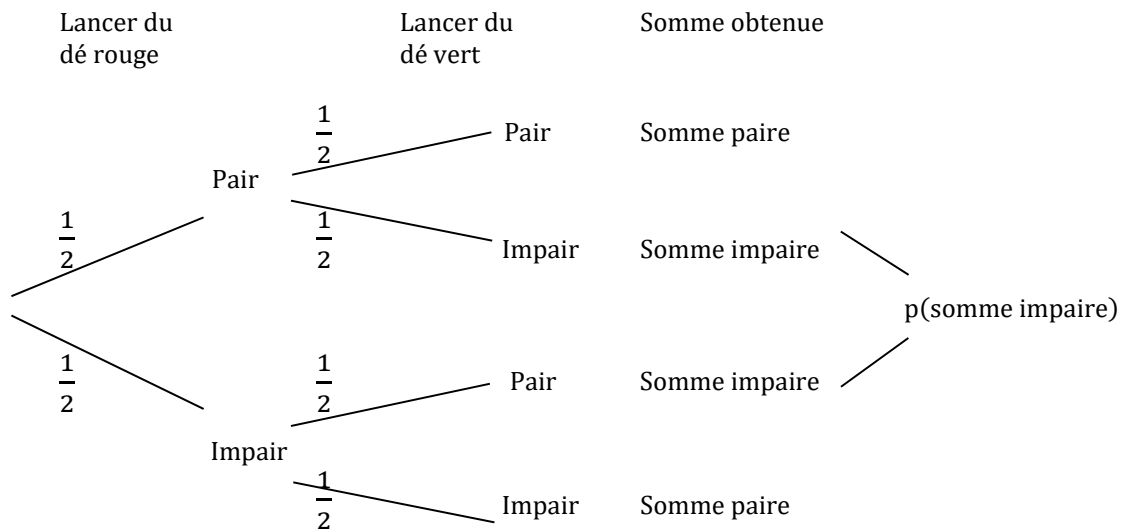 Lancer du
dé rouge
Lancer du
dé vert
Somme obtenue
1
2
Pair
Somme paire
Pair
1
2
1
2
Impair
Somme impaire
p(somme impaire)
1
2
1
2
Pair
Somme impaire
Impair
1
2
Impair
Somme paire